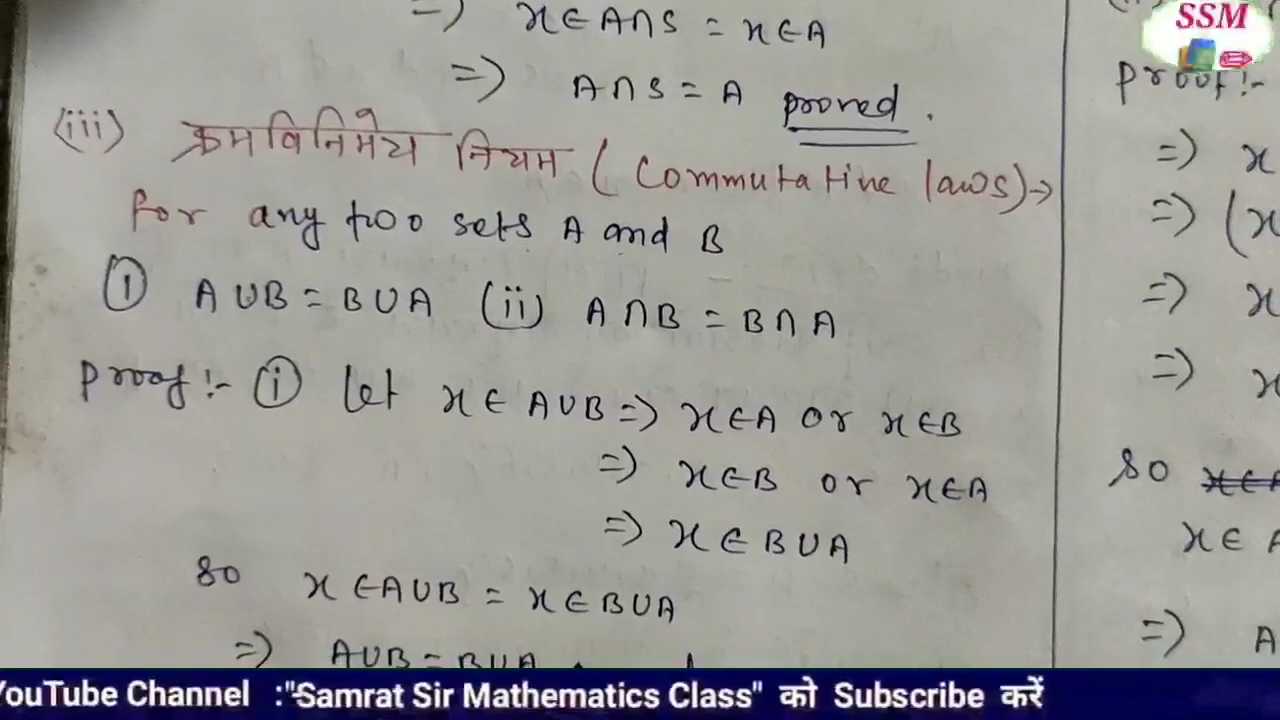 => x ∈ A∩S = x ∈ A
=> A∩S = A proved.
(iii) क्रमविनिमेय नियम (Commutative laws)->
For any two sets A and B
(i) A∪B = B∪A (ii) A∩B = B∩A
Proof:- (i) Let x ∈ A∪B => x∈A or x∈B
=> x∈B or x∈A
=> x ∈ B∪A
So x ∈ A∪B = x ∈ B∪A
=> A∪B = B∪A
SSM
Proof:-
=> x
=> (x
=> x
=> x
So
x ∈ A
=> A
YouTube Channel :"Samrat Sir Mathematics Class" को Subscribe करें